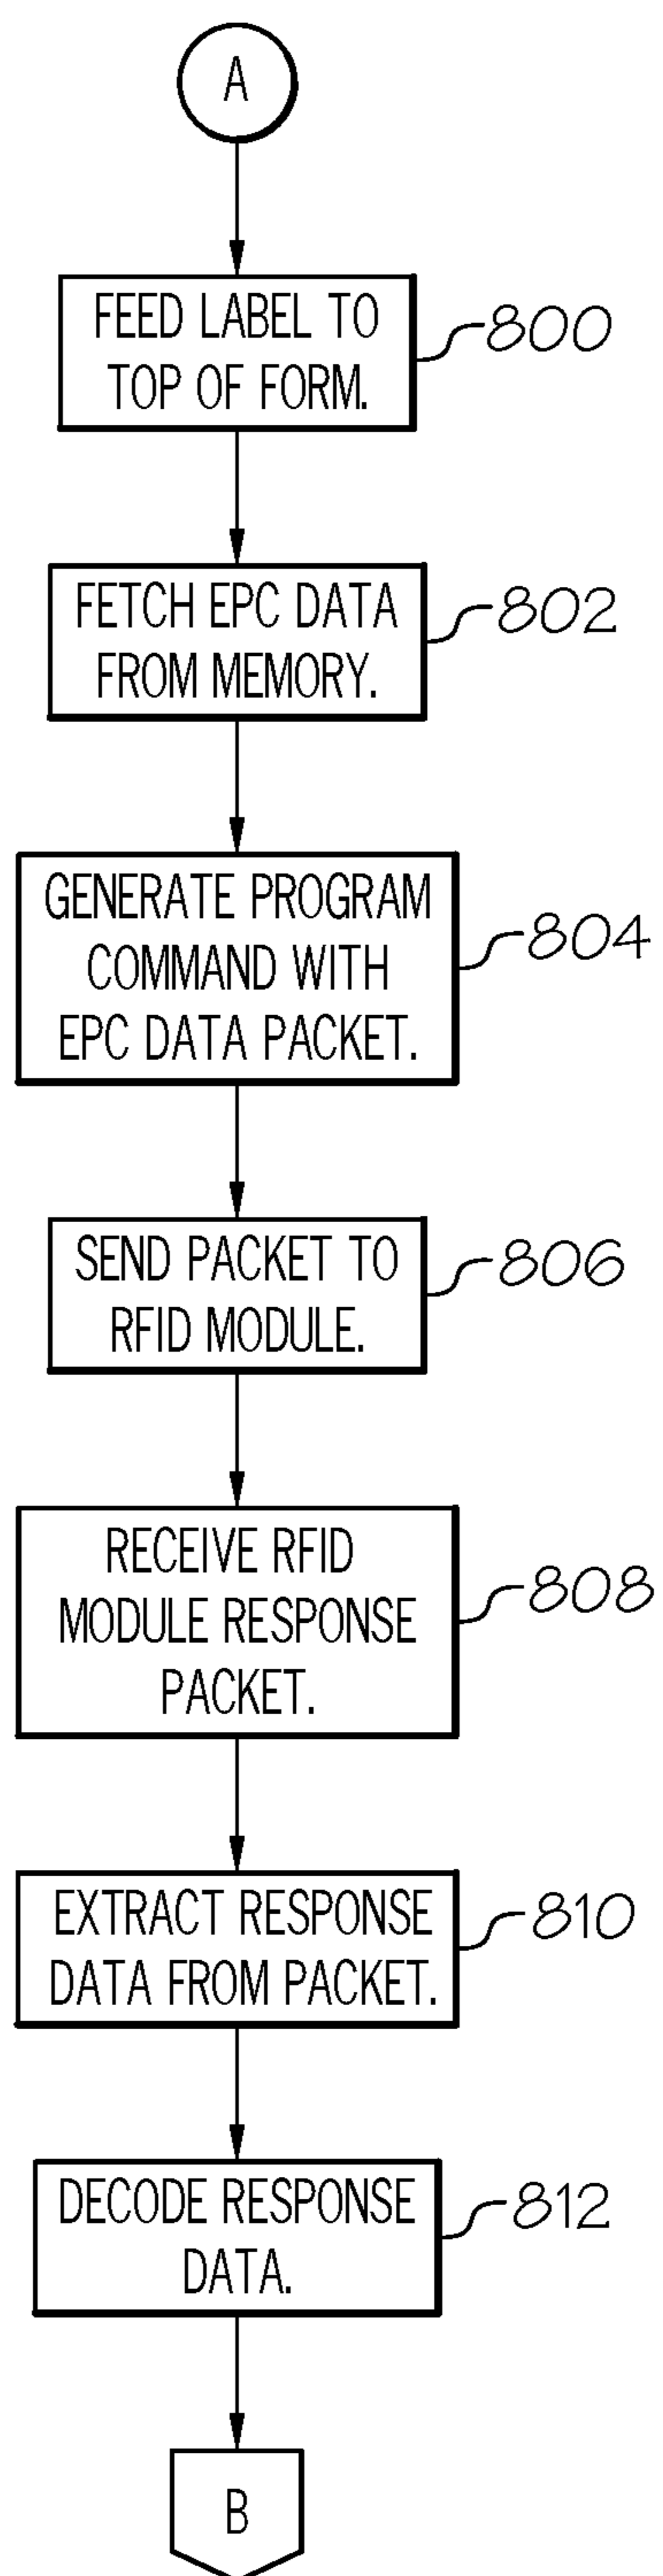 A
FEED LABEL TO
TOP OF FORM.
800
FETCH EPC DATA
FROM MEMORY.
802
GENERATE PROGRAM
COMMAND WITH
EPC DATA PACKET.
804
SEND PACKET TO
RFID MODULE.
806
RECEIVE RFID
MODULE RESPONSE
PACKET.
808
EXTRACT RESPONSE
DATA FROM PACKET.
810
DECODE RESPONSE
DATA.
812
B